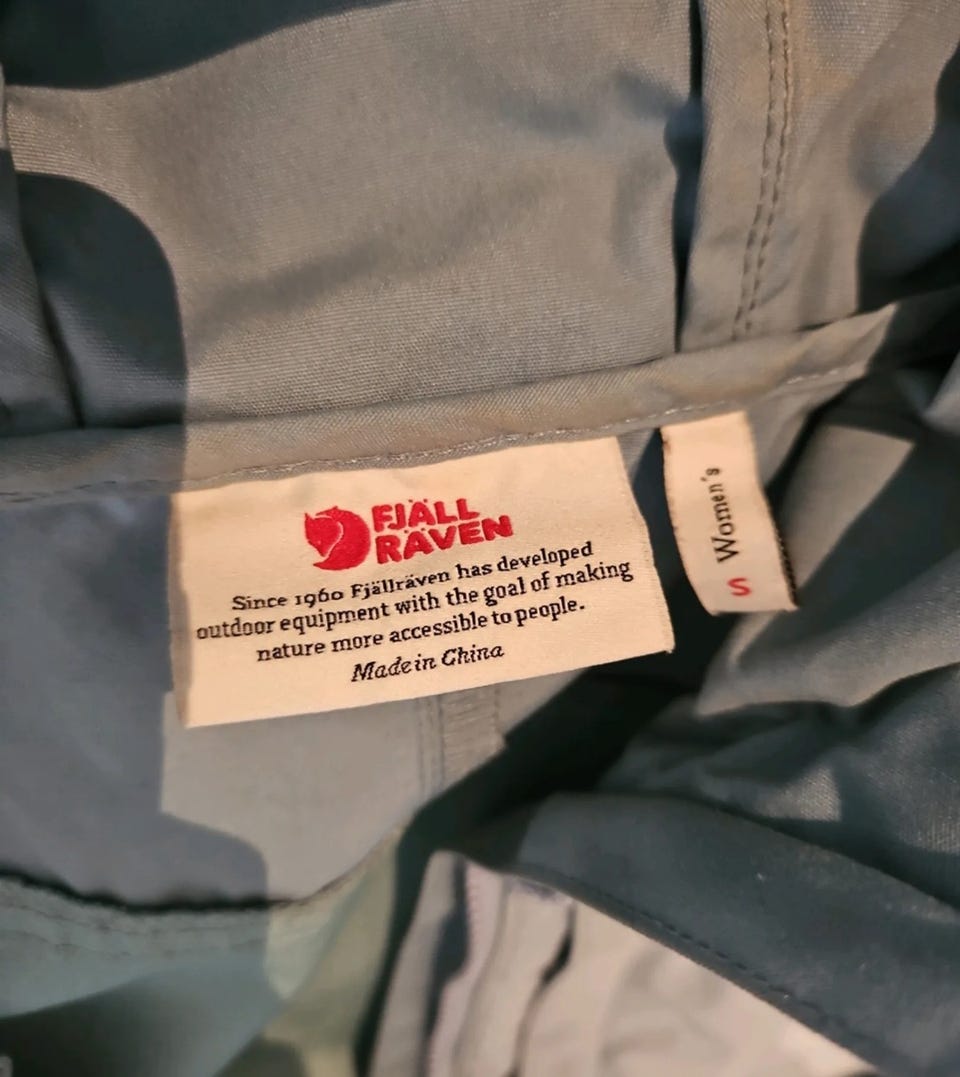 FJÄLL
RÄVEN
Since 1960 Fjällräven has developed
outdoor equipment with the goal of making
nature more accessible to people.
Made in China
Women's
S